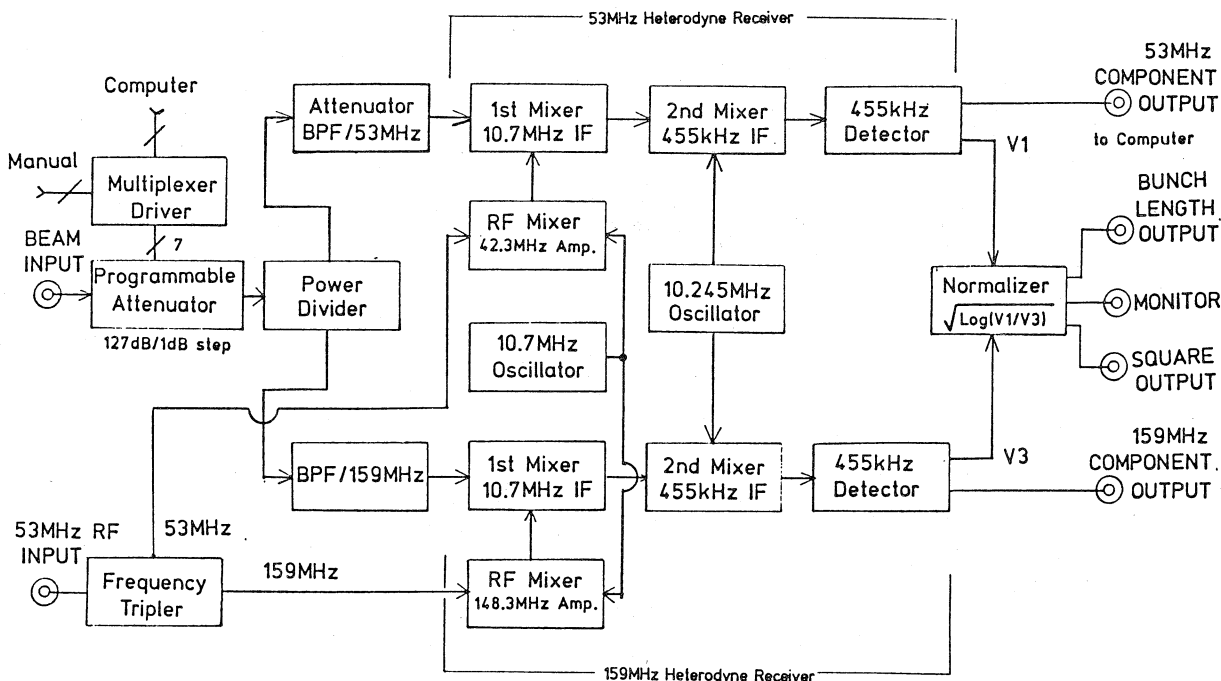 53MHz Heterodyne Receiver
Computer
Manual
Multiplexer
Driver
7
BEAM
INPUT
Programmable
Attenuator
127dB/1dB step
Power
Divider
Attenuator
BPF/53MHz
1st Mixer
10.7MHz IF
2nd Mixer
455kHz IF
455kHz
Detector
53MHz
COMPONENT
OUTPUT
to Computer
V1
RF Mixer
42.3MHz Amp.
10.7MHz
Oscillator
10.245MHz
Oscillator
Normalizer
√Log(V1/V3)
BUNCH
LENGTH
OUTPUT
MONITOR
SQUARE
OUTPUT
BPF/159MHz
1st Mixer
10.7MHz IF
2nd Mixer
455kHz IF
455kHz
Detector
V3
159MHz
COMPONENT
OUTPUT
53MHz RF
INPUT
53MHz
Frequency
Tripler
159MHz
RF Mixer
148.3MHz Amp.
159MHz Heterodyne Receiver